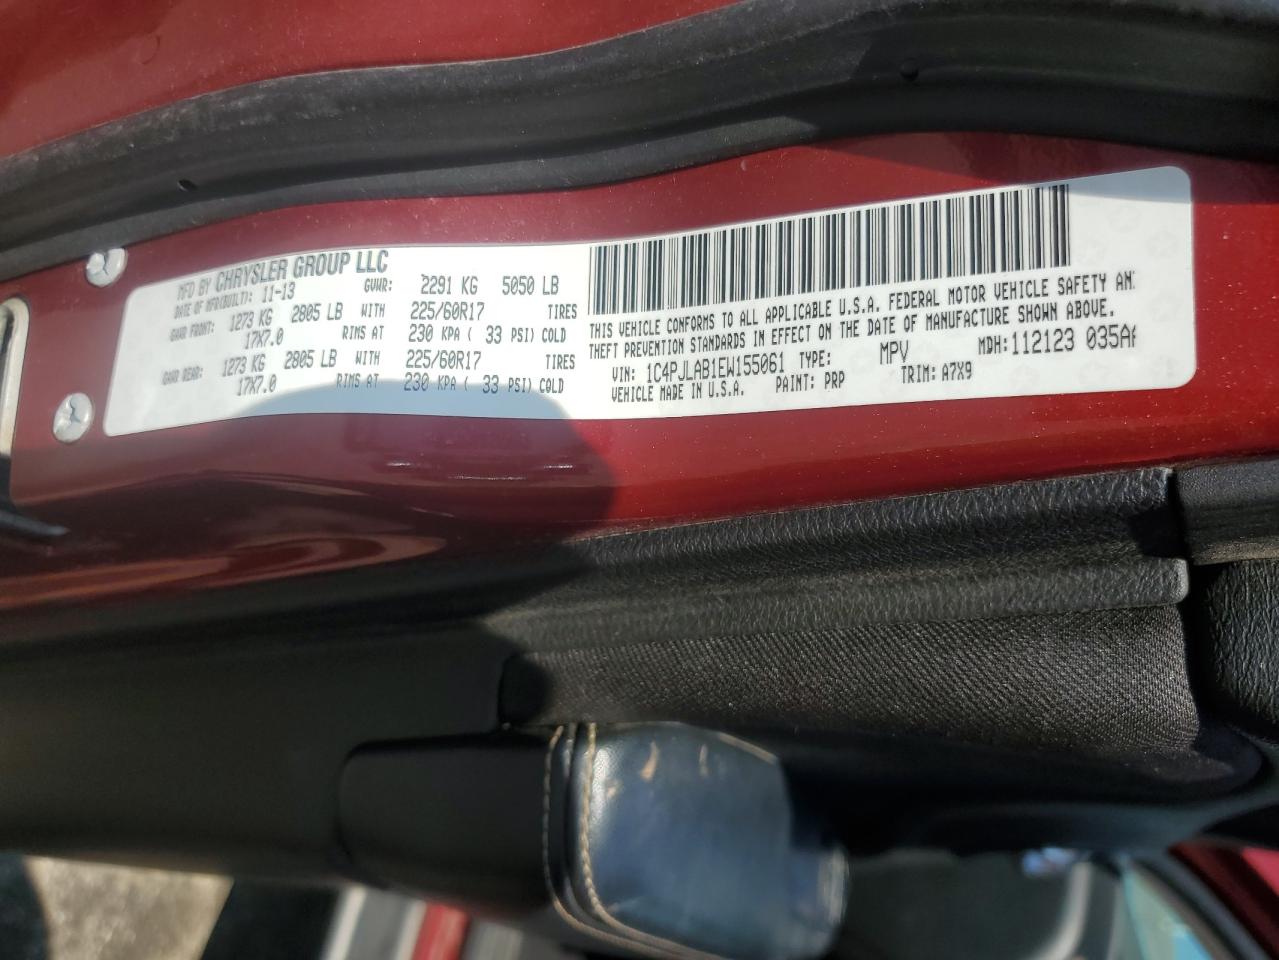 MFD BY CHRYSLER GROUP LLC
DATE OF MFR(BUILT): 11-13 GVWR: 2291 KG 5050 LB
GAWR FRONT: 1273 KG 2805 LB WITH 225/60R17 TIRES
17X7.0 RIMS AT 230 KPA ( 33 PSI) COLD
GAWR REAR: 1273 KG 2805 LB WITH 225/60R17 TIRES
17X7.0 RIMS AT 230 KPA ( 33 PSI) COLD
THIS VEHICLE CONFORMS TO ALL APPLICABLE U.S.A. FEDERAL MOTOR VEHICLE SAFETY AN
THEFT PREVENTION STANDARDS IN EFFECT ON THE DATE OF MANUFACTURE SHOWN ABOVE.
VIN: 1C4PJLAB1EW155061 TYPE: MPV MDH: 112123 035A
VEHICLE MADE IN U.S.A. PAINT: PRP TRIM: A7X9